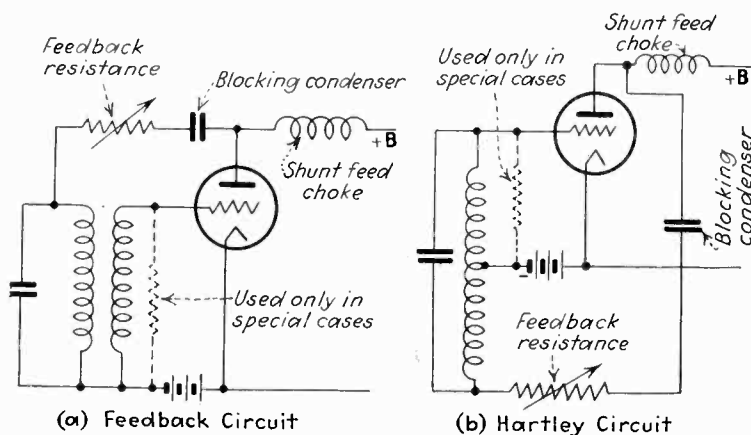 Feedback
resistance
Blocking condenser
+B
Shunt feed
choke
Used only in
special cases
(a) Feedback Circuit
Shunt feed
choke
Used only in
special cases
+B
Blocking
condenser
Feedback
resistance
(b) Hartley Circuit